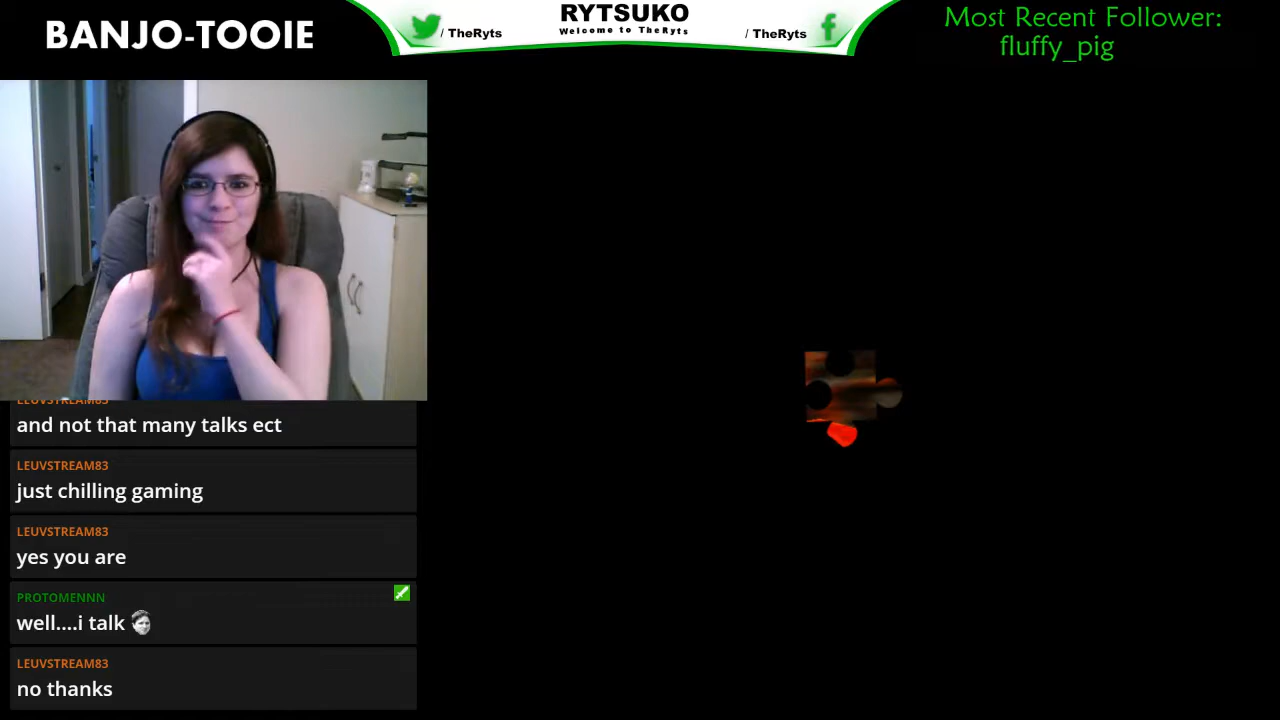 BANJO-TOOIE
RYTSUKO
Welcome to TheRyts
/ TheRyts
/ TheRyts
Most Recent Follower:
fluffy_pig
LEUVSTREAM83
and not that many talks ect
LEUVSTREAM83
just chilling gaming
LEUVSTREAM83
yes you are
PROTOMENNN
well....i talk
LEUVSTREAM83
no thanks